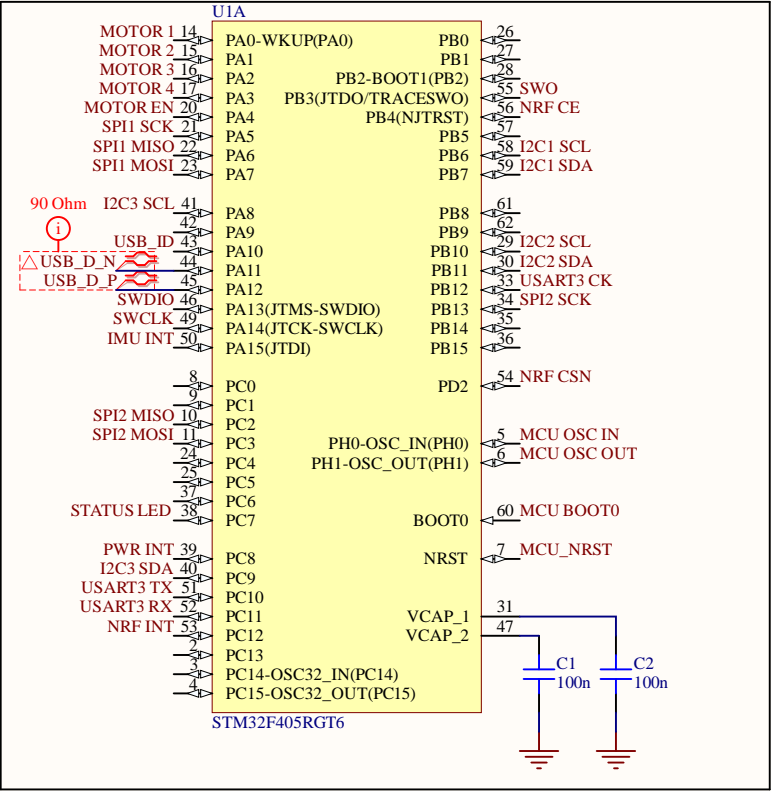 U1A
MOTOR 1 14 PA0-WKUP(PA0) PB0 26
MOTOR 2 15 PA1 PB1 27
MOTOR 3 16 PA2 PB2-BOOT1(PB2) 28
MOTOR 4 17 PA3 PB3(JTDO/TRACESWO) 55 SWO
MOTOR EN 20 PA4 PB4(NJTRST) 56 NRF CE
SPI1 SCK 21 PA5 PB5 57
SPI1 MISO 22 PA6 PB6 58 I2C1 SCL
SPI1 MOSI 23 PA7 PB7 59 I2C1 SDA
90 Ohm
i
I2C3 SCL 41 PA8 PB8 61
42 PA9 PB9 62
USB_ID 43 PA10 PB10 29 I2C2 SCL
USB_D_N 44 PA11 PB11 30 I2C2 SDA
USB_D_P 45 PA12 PB12 33 USART3 CK
SWDIO 46 PA13(JTMS-SWDIO) PB13 34 SPI2 SCK
SWCLK 49 PA14(JTCK-SWCLK) PB14 35
IMU INT 50 PA15(JTDI) PB15 36
8 PC0 PD2 54 NRF CSN
9 PC1
SPI2 MISO 10 PC2
SPI2 MOSI 11 PC3 PH0-OSC_IN(PH0) 5 MCU OSC IN
24 PC4 PH1-OSC_OUT(PH1) 6 MCU OSC OUT
25 PC5
37 PC6
STATUS LED 38 PC7 BOOT0 60 MCU BOOT0
PWR INT 39 PC8 NRST 7 MCU_NRST
I2C3 SDA 40 PC9
USART3 TX 51 PC10
USART3 RX 52 PC11 VCAP_1 31
NRF INT 53 PC12 VCAP_2 47
2 PC13
3 PC14-OSC32_IN(PC14)
4 PC15-OSC32_OUT(PC15)
C1
100n
C2
100n
STM32F405RGT6